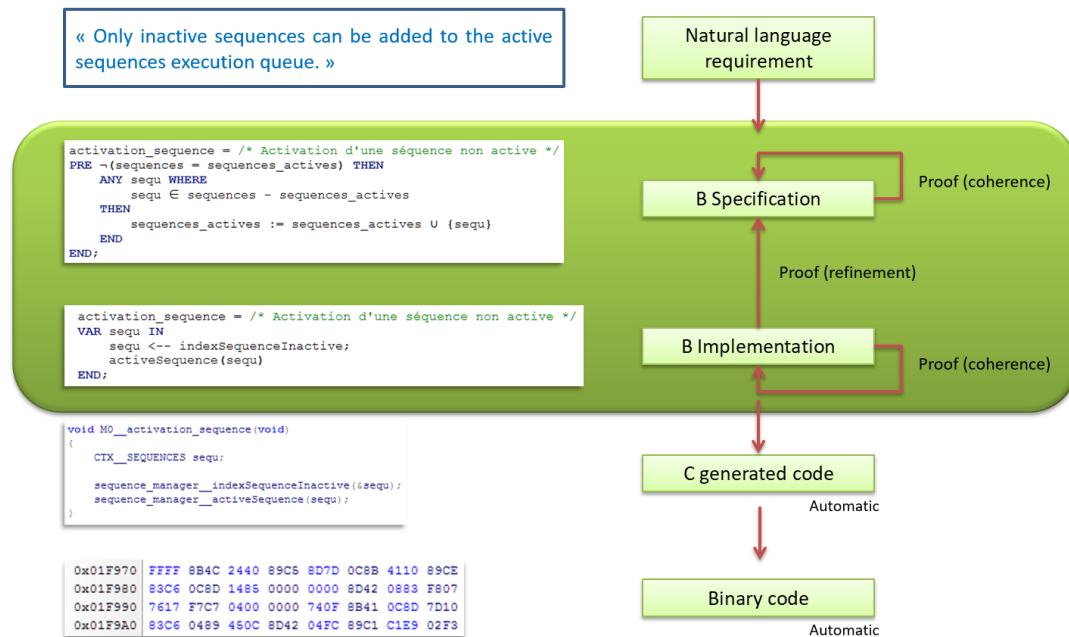 « Only inactive sequences can be added to the active
sequences execution queue. »
Natural language
requirement
activation_sequence = /* Activation d'une séquence non active */
PRE ¬(sequences = sequences_actives) THEN
ANY sequ WHERE
sequ ∈ sequences - sequences_actives
THEN
sequences_actives := sequences_actives ∪ {sequ}
END
END;
B Specification
Proof (coherence)
Proof (refinement)
activation_sequence = /* Activation d'une séquence non active */
VAR sequ IN
sequ <-- indexSequenceInactive;
activeSequence(sequ)
END;
B Implementation
Proof (coherence)
void M0__activation_sequence(void)
{
CTX__SEQUENCES sequ;
sequence_manager__indexSequenceInactive(&sequ);
sequence_manager__activeSequence(sequ);
}
C generated code
Automatic
0x01F970 FFFF 8B4C 2440 89C5 8D7D 0C8B 4110 89CE
0x01F980 83C6 0C8D 1485 0000 0000 8D42 0883 F807
0x01F990 7617 F7C7 0400 0000 740F 8B41 0C8D 7D10
0x01F9A0 83C6 0489 450C 8D42 04FC 89C1 C1E9 02F3
Binary code
Automatic